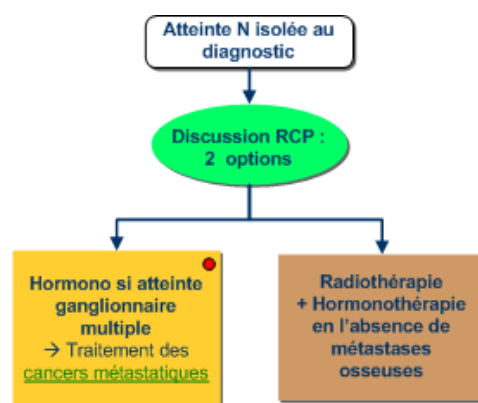 Atteinte N isolée au
diagnostic
Discussion RCP :
2 options
Hormono si atteinte
ganglionnaire
multiple
→ Traitement des
cancers métastatiques
Radiothérapie
+ Hormonothérapie
en l'absence de
métastases
osseuses